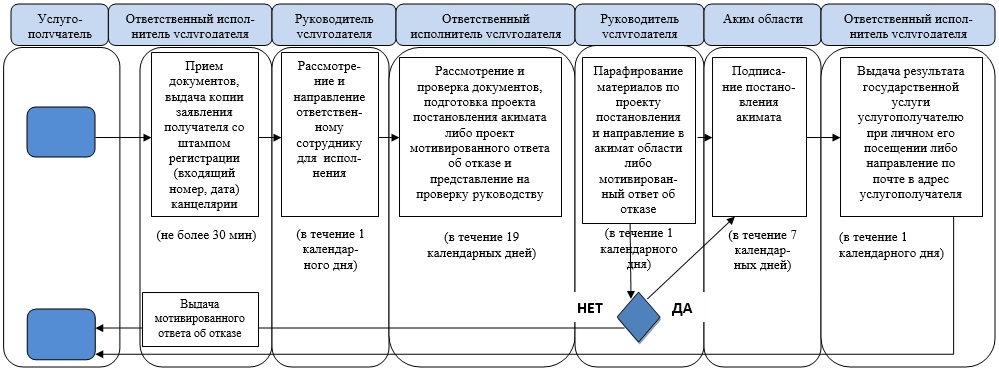 Услуго-
получатель
Ответственный испол-
нитель услугодателя
Руководитель
услугодателя
Ответственный
исполнитель услугодателя
Руководитель
услугодателя
Аким области
Ответственный испол-
нитель услугодателя
Прием
документов,
выдача копии
заявления
получателя со
штампом
регистрации
(входящий
номер, дата)
канцелярии
(не более 30 мин)
Рассмотре-
ние и
направление
ответствен-
ному
сотруднику
для испол-
нения
(в течение 1
календар-
ного дня)
Рассмотрение и
проверка документов,
подготовка проекта
постановления акимата
либо проект
мотивированного ответа
об отказе и
представление на
проверку руководству
(в течение 19
календарных дней)
Парафирование
материалов по
проекту
постановления
и направление в
акимат области
либо
мотивирован-
ный ответ об
отказе
(в течение 1
календарного
дня)
Подписа-
ние постано-
вления
акимата
(в течение 7
календар-
ных дней)
Выдача результата
государственной
услуги
услугополучателю
при личном его
посещении либо
направление по
почте в адрес
услугополучателя
(в течение 1
календарного дня)
НЕТ
ДА
Выдача
мотивированного
ответа об отказе